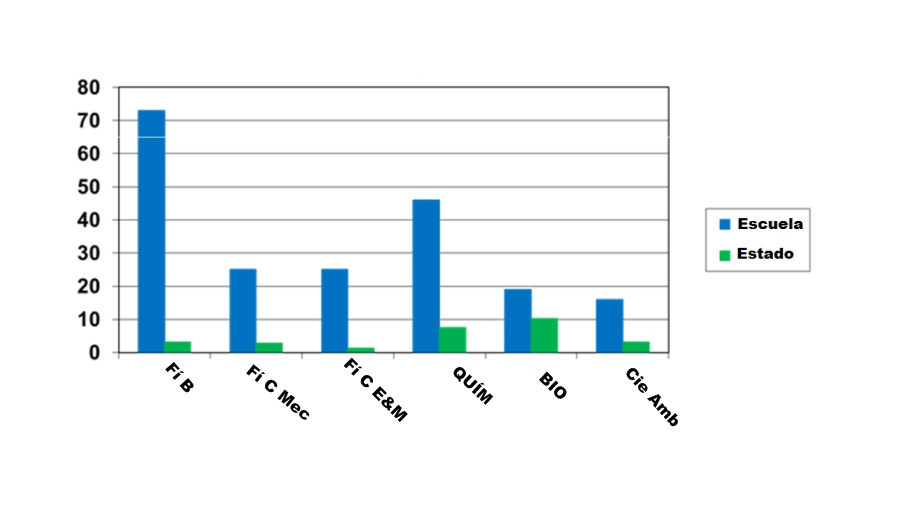 80
70
60
50
40
30
20
10
0
Fí B
Fí C Mec
Fí C E&M
QUÍM
BIO
Cie Amb
Escuela
Estado